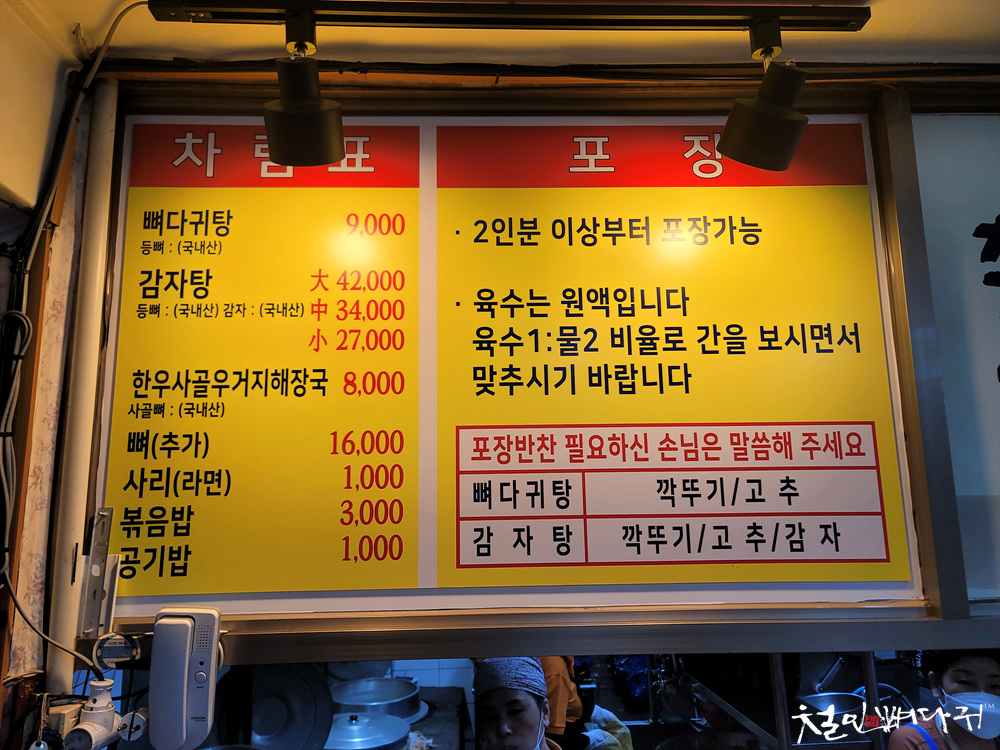 차림표
뼈다귀탕 9,000
등뼈 : (국내산)
감자탕 大 42,000
등뼈 : (국내산) 감자 : (국내산) 中 34,000
小 27,000
한우사골우거지해장국 8,000
사골뼈 : (국내산)
뼈(추가) 16,000
사리(라면) 1,000
볶음밥 3,000
공기밥 1,000
포장
· 2인분 이상부터 포장가능
· 육수는 원액입니다
육수1:물2 비율로 간을 보시면서
맞추시기 바랍니다
포장반찬 필요하신 손님은 말씀해 주세요
뼈다귀탕 깍뚜기/고 추
감 자 탕 깍뚜기/고 추/감 자
철인뼈다귀™